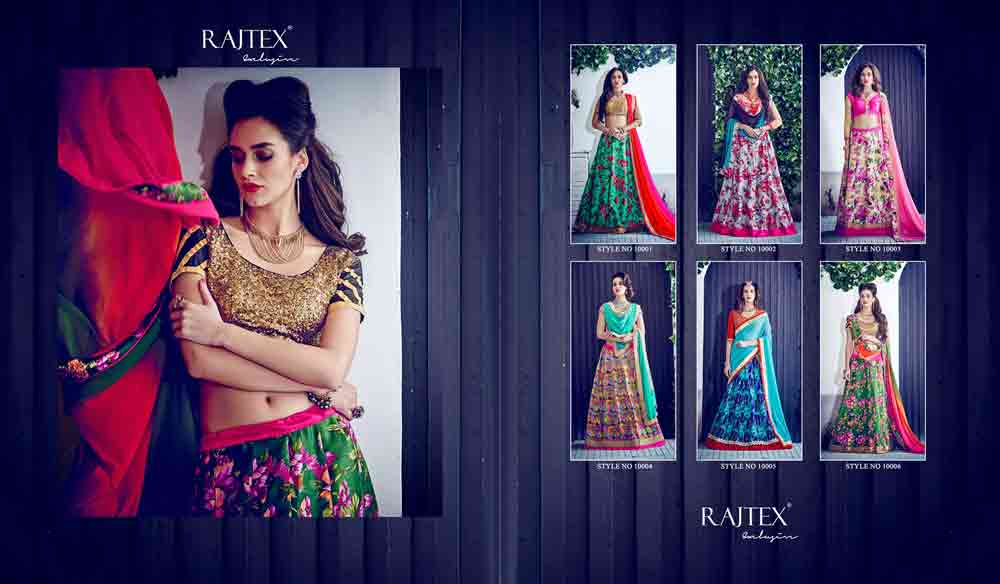 RAJTEX®
Exclusive
STYLE NO 10001
STYLE NO 10002
STYLE NO 10003
STYLE NO 10004
STYLE NO 10005
STYLE NO 10006
RAJTEX®
Exclusive